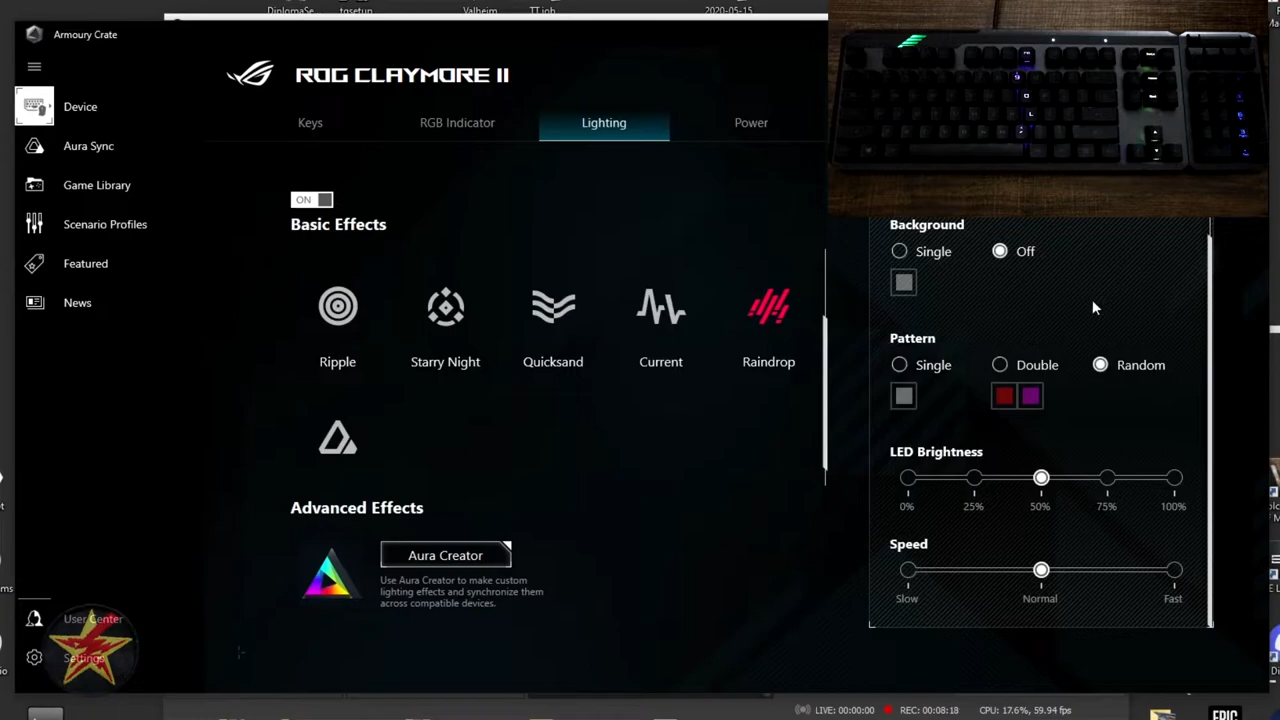 DiplomaSe
tgsetup
Valheim
TT job
2020-05-15
Armoury Crate
ROG CLAYMORE II
Device
Aura Sync
Game Library
Scenario Profiles
Featured
News
User Center
Settings
Keys
RGB Indicator
Lighting
Power
ON
Basic Effects
Ripple
Starry Night
Quicksand
Current
Raindrop
Advanced Effects
Aura Creator
Use Aura Creator to make custom
lighting effects and synchronize them
across compatible devices.
Background
Single
Off
Pattern
Single
Double
Random
LED Brightness
0%
25%
50%
75%
100%
Speed
Slow
Normal
Fast
LIVE: 00:00:00
REC: 00:08:18
CPU: 17.6%, 59.94 fps
EPIC